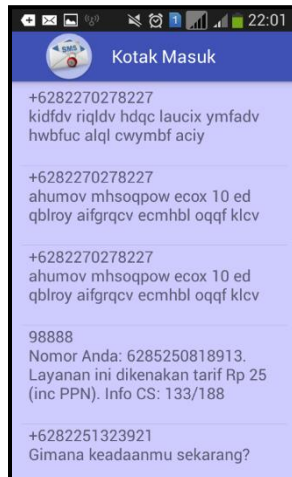 22:01
SMS
Kotak Masuk
+6282270278227
kidfdv riqldv hdqc laucix ymfadv
hwbfuc alql cwymbf aciy
+6282270278227
ahumov mhsoqpow ecox 10 ed
qblroy aifgrqcv ecmhbl oqqf klcv
+6282270278227
ahumov mhsoqpow ecox 10 ed
qblroy aifgrqcv ecmhbl oqqf klcv
98888
Nomor Anda: 6285250818913.
Layanan ini dikenakan tarif Rp 25
(inc PPN). Info CS: 133/188
+6282251323921
Gimana keadaanmu sekarang?